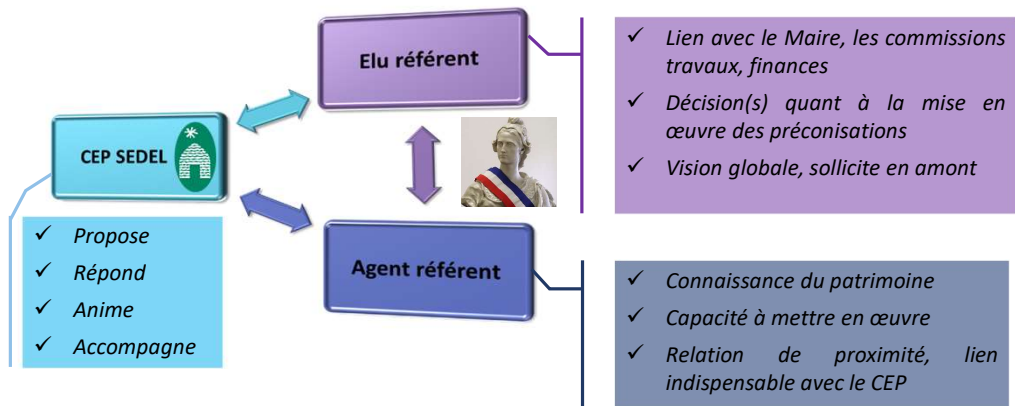 Elu référent
CEP SEDEL
Agent référent
✓ Propose
✓ Répond
✓ Anime
✓ Accompagne
✓ Lien avec le Maire, les commissions
travaux, finances
✓ Décision(s) quant à la mise en
œuvre des préconisations
✓ Vision globale, sollicite en amont
✓ Connaissance du patrimoine
✓ Capacité à mettre en œuvre
✓ Relation de proximité, lien
indispensable avec le CEP